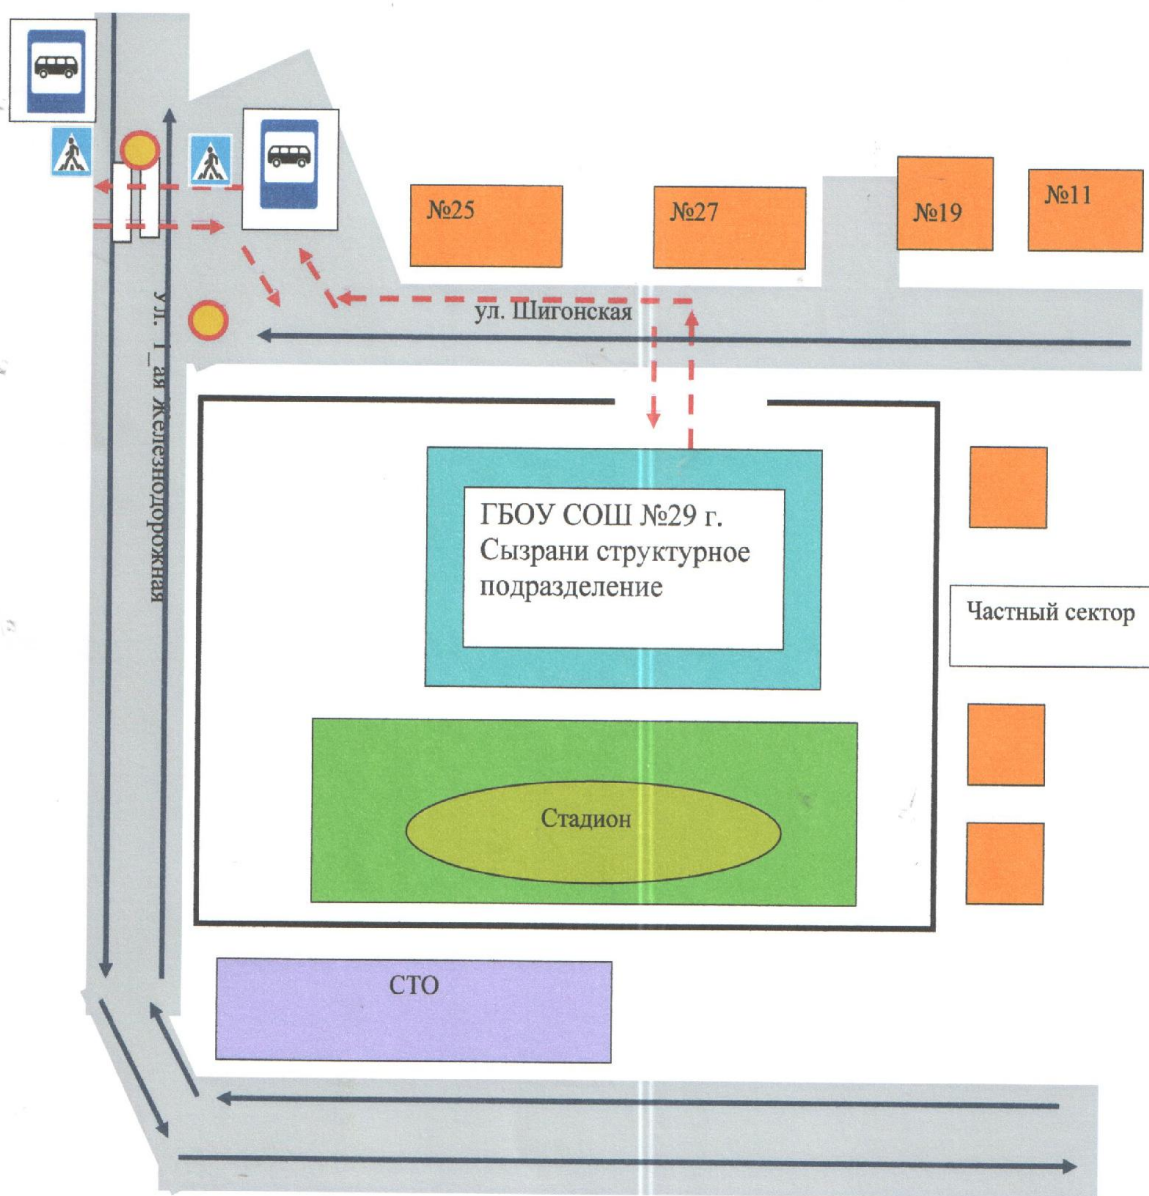 №25
№27
№19
№11
ул. Шигонская
ул. 1_ая Железнодорожная
ГБОУ СОШ №29 г.
Сызрани структурное
подразделение
Частный сектор
Стадион
СТО